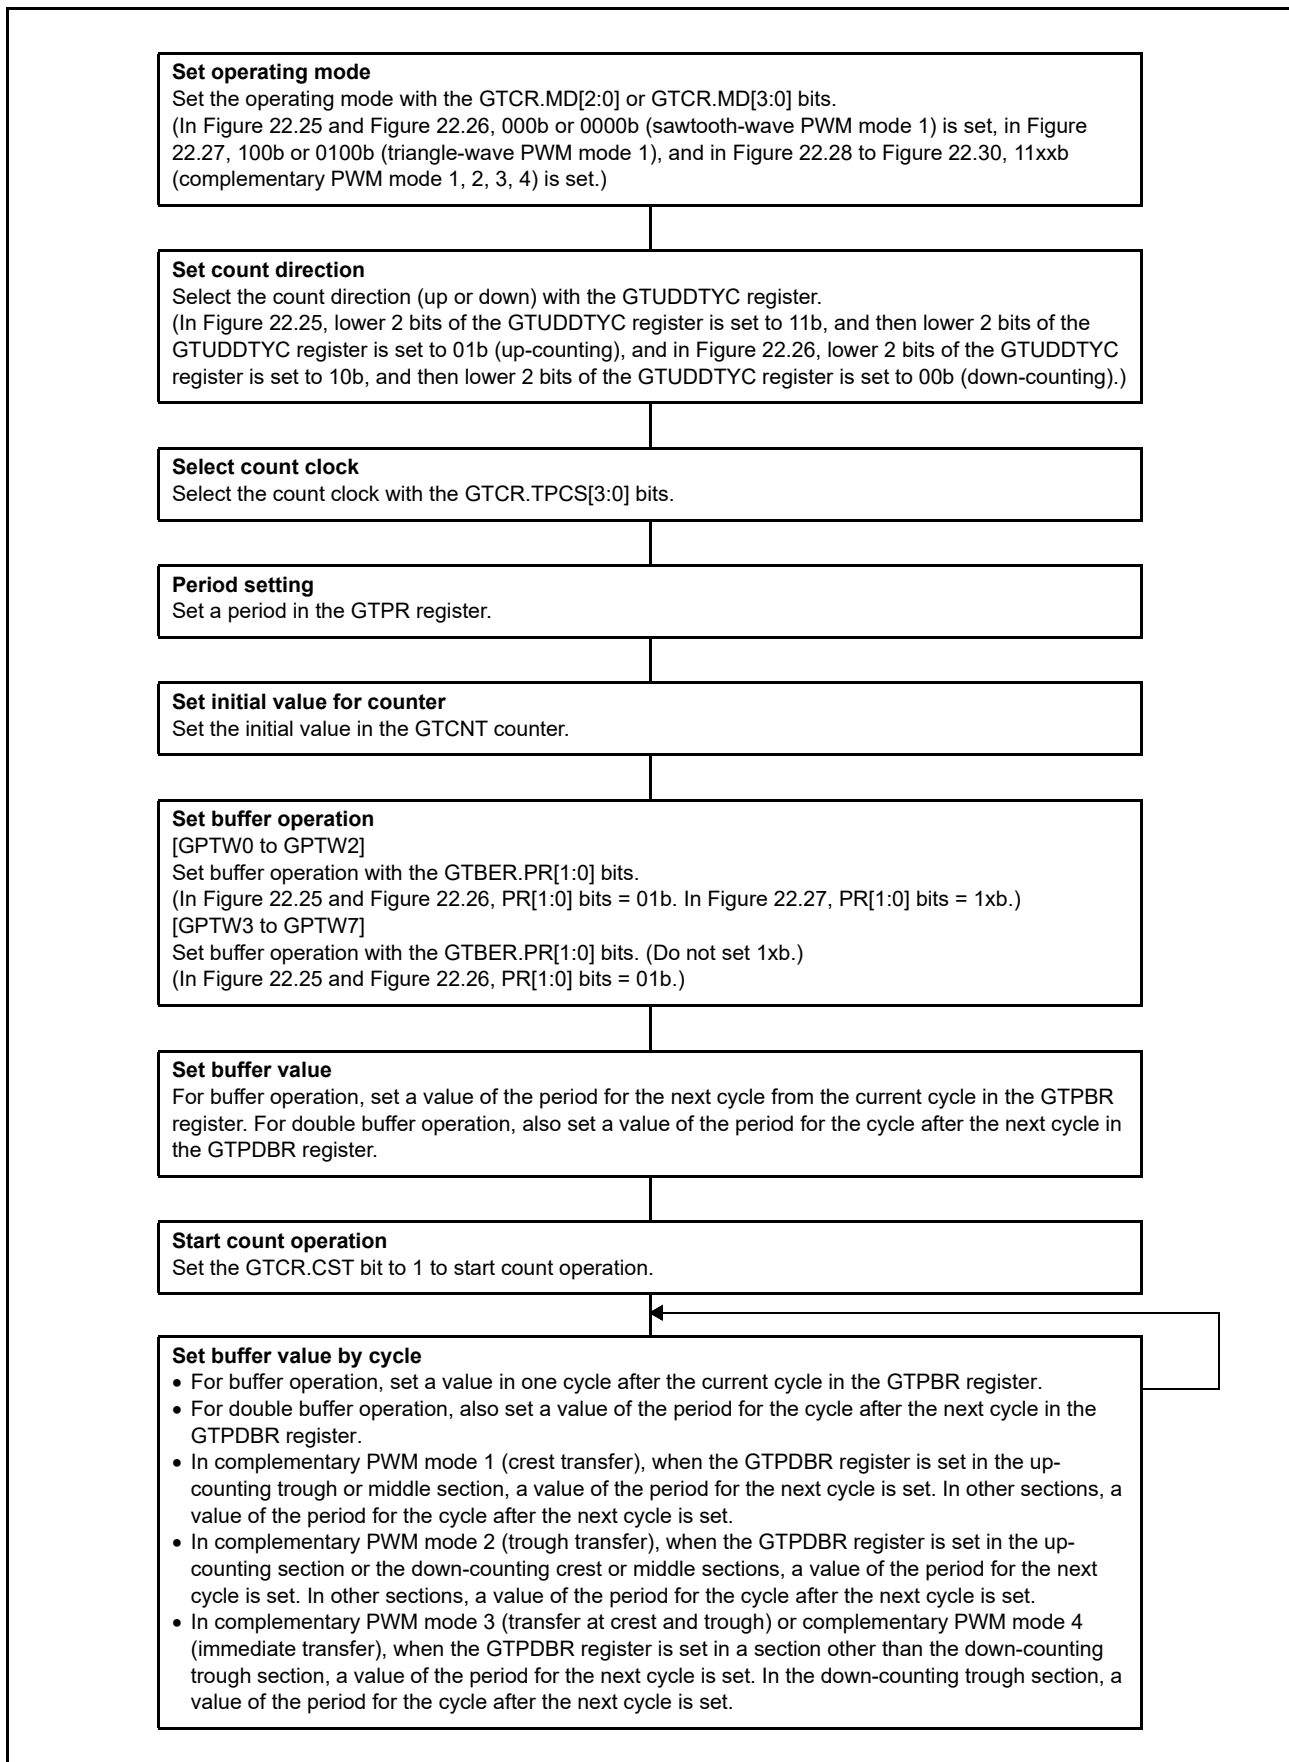 Set operating mode
Set the operating mode with the GTCR.MD[2:0] or GTCR.MD[3:0] bits.
(In Figure 22.25 and Figure 22.26, 000b or 0000b (sawtooth-wave PWM mode 1) is set, in Figure
22.27, 100b or 0100b (triangle-wave PWM mode 1), and in Figure 22.28 to Figure 22.30, 11xxb
(complementary PWM mode 1, 2, 3, 4) is set.)
Set count direction
Select the count direction (up or down) with the GTUDDTYC register.
(In Figure 22.25, lower 2 bits of the GTUDDTYC register is set to 11b, and then lower 2 bits of the
GTUDDTYC register is set to 01b (up-counting), and in Figure 22.26, lower 2 bits of the GTUDDTYC
register is set to 10b, and then lower 2 bits of the GTUDDTYC register is set to 00b (down-counting).)
Select count clock
Select the count clock with the GTCR.TPCS[3:0] bits.
Period setting
Set a period in the GTPR register.
Set initial value for counter
Set the initial value in the GTCNT counter.
Set buffer operation
[GPTW0 to GPTW2]
Set buffer operation with the GTBER.PR[1:0] bits.
(In Figure 22.25 and Figure 22.26, PR[1:0] bits = 01b. In Figure 22.27, PR[1:0] bits = 1xb.)
[GPTW3 to GPTW7]
Set buffer operation with the GTBER.PR[1:0] bits. (Do not set 1xb.)
(In Figure 22.25 and Figure 22.26, PR[1:0] bits = 01b.)
Set buffer value
For buffer operation, set a value of the period for the next cycle from the current cycle in the GTPBR
register. For double buffer operation, also set a value of the period for the cycle after the next cycle in
the GTPDBR register.
Start count operation
Set the GTCR.CST bit to 1 to start count operation.
Set buffer value by cycle
• For buffer operation, set a value in one cycle after the current cycle in the GTPBR register.
• For double buffer operation, also set a value of the period for the cycle after the next cycle in the
GTPDBR register.
• In complementary PWM mode 1 (crest transfer), when the GTPDBR register is set in the up-
counting trough or middle section, a value of the period for the next cycle is set. In other sections, a
value of the period for the cycle after the next cycle is set.
• In complementary PWM mode 2 (trough transfer), when the GTPDBR register is set in the up-
counting section or the down-counting crest or middle sections, a value of the period for the next
cycle is set. In other sections, a value of the period for the cycle after the next cycle is set.
• In complementary PWM mode 3 (transfer at crest and trough) or complementary PWM mode 4
(immediate transfer), when the GTPDBR register is set in a section other than the down-counting
trough section, a value of the period for the next cycle is set. In the down-counting trough section, a
value of the period for the cycle after the next cycle is set.